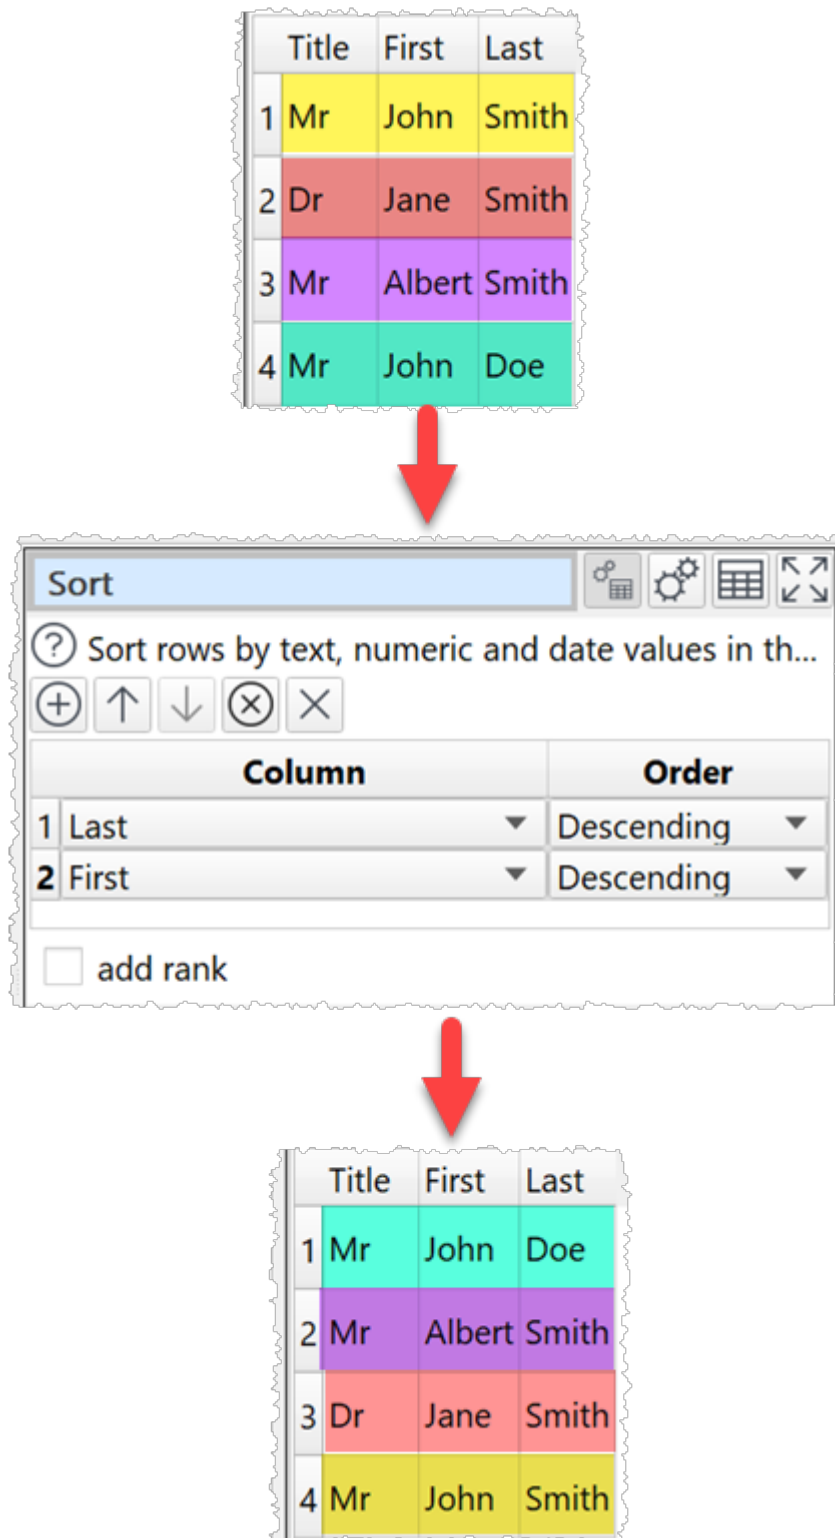 Title First Last
1 Mr John Smith
2 Dr Jane Smith
3 Mr Albert Smith
4 Mr John Doe
Sort
? Sort rows by text, numeric and date values in th...
Column Order
1 Last Descending
2 First Descending
add rank
Title First Last
1 Mr John Doe
2 Mr Albert Smith
3 Dr Jane Smith
4 Mr John Smith